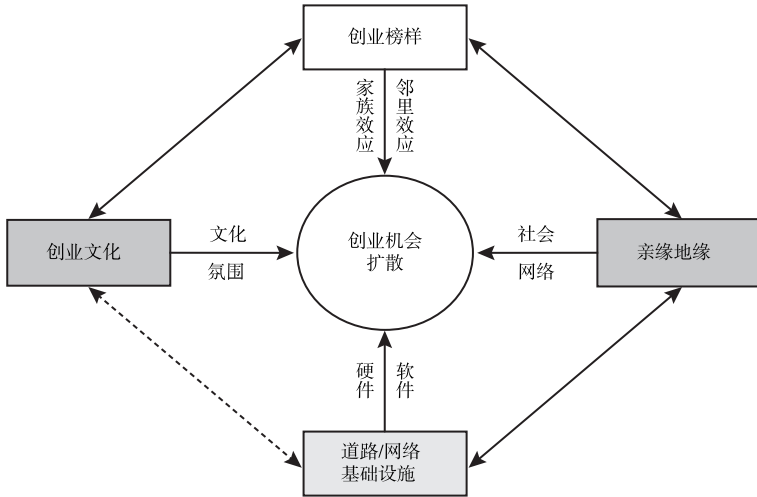 创业榜样
家族效应
邻里效应
创业文化
文化
氛围
创业机会
扩散
社会
网络
亲缘地缘
硬件
软件
道路/网络
基础设施